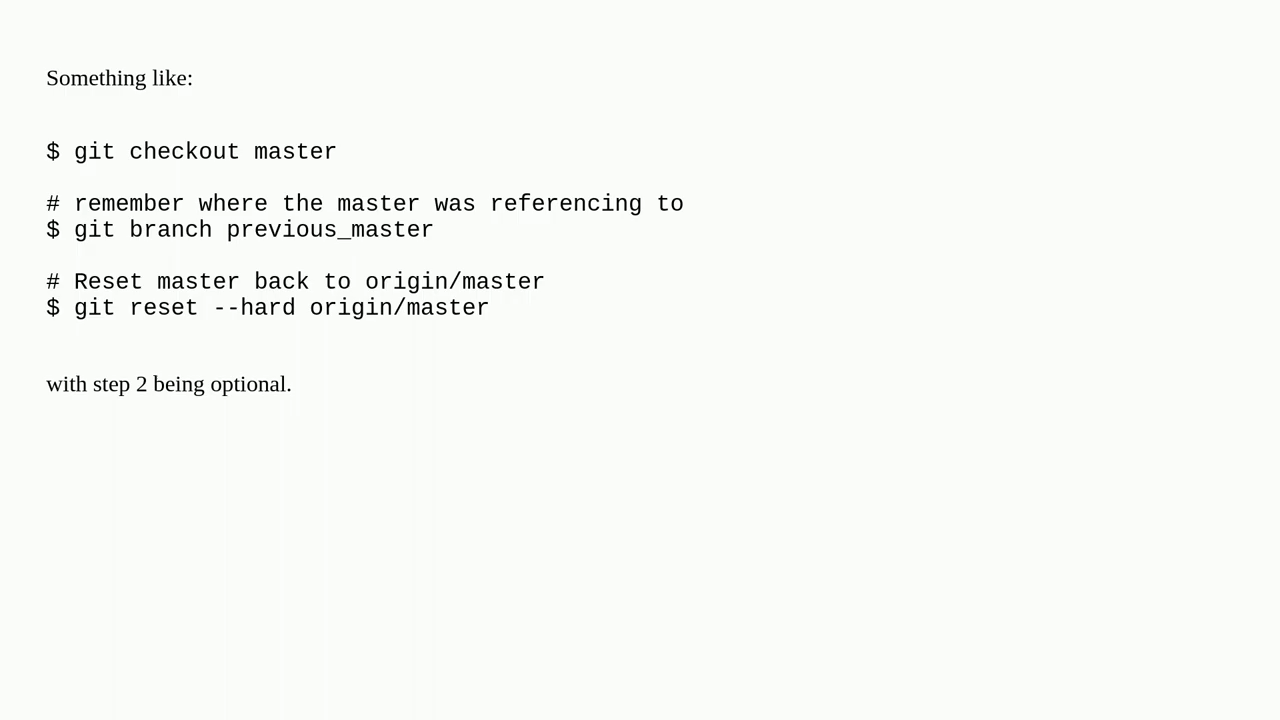 Something like:
$ git checkout master
# remember where the master was referencing to
$ git branch previous_master
# Reset master back to origin/master
$ git reset --hard origin/master
with step 2 being optional.